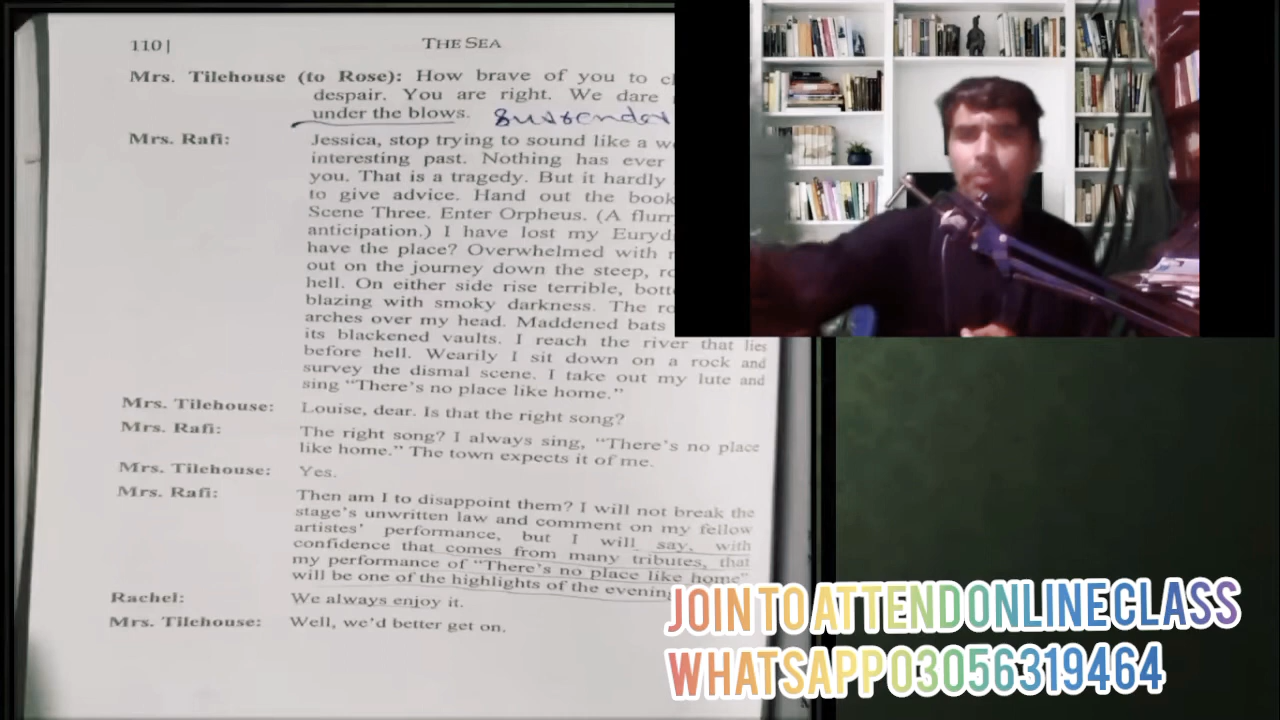 110|
THE SEA
Mrs. Tilehouse (to Rose): How brave of you to
despair. You are right. We dare
under the blows. Surrender
Mrs. Rafi: Jessica, stop trying to sound like a
interesting past. Nothing has ever
you. That is a tragedy. But it hardly
to give advice. Hand out the
Scene Three. Enter Orpheus. (A
anticipation.) I have lost my
have the place? Overwhelmed with
out on the journey down the steep,
hell. On either side rise terrible,
blazing with smoky darkness. The
arches over my head. Maddened bats
its blackened vaults. I reach the river that lies
before hell. Wearily I sit down on a rock and
survey the dismal scene. I take out my lute and
sing "There's no place like home."
Mrs. Tilehouse: Louise, dear. Is that the right song?
Mrs. Rafi: The right song? I always sing, "There's no place
like home." The town expects it of me.
Mrs. Tilehouse: Yes.
Mrs. Rafi: Then am I to disappoint them? I will not break the
stage's unwritten law and comment on my fellow
artistes' performance, but I will say, with
confidence that comes from many tributes, that
my performance of "There's no place like home"
will be one of the highlights of the evening
Rachel: We always enjoy it.
Mrs. Tilehouse: Well, we'd better get on.
JOIN TO ATTEND ONLINE CLASS
WHATSAPP 03056319464